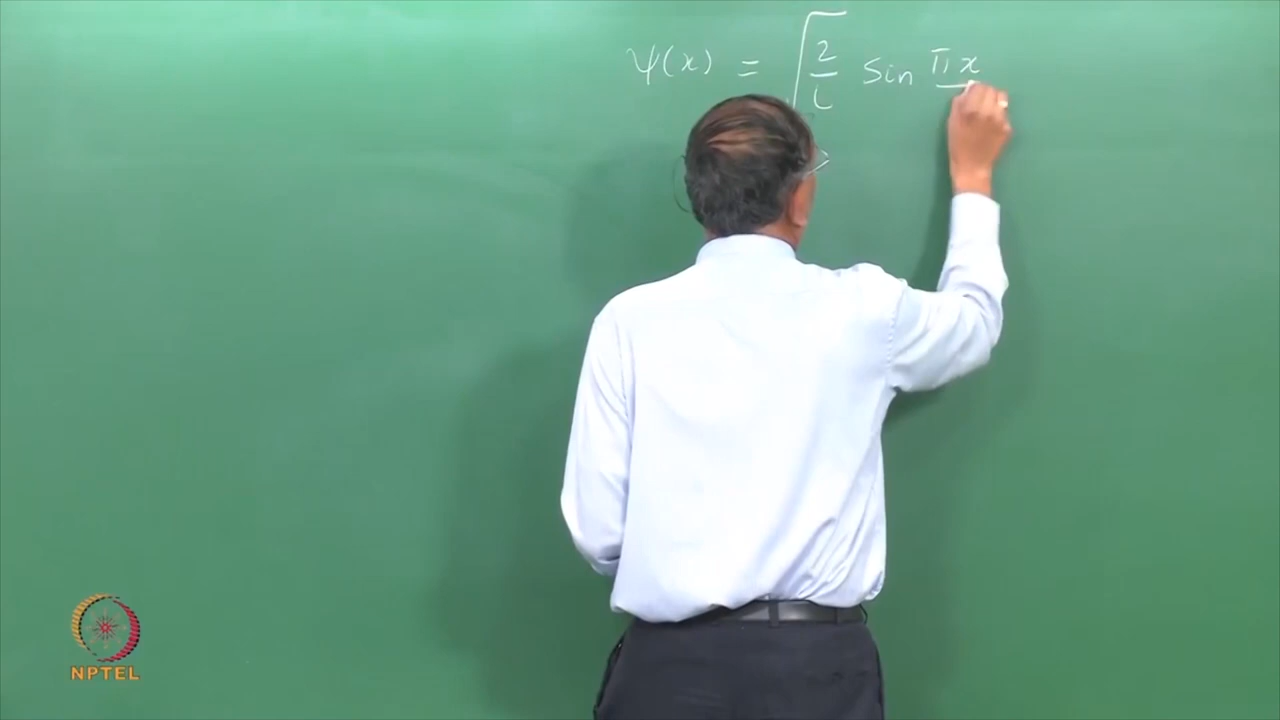 ψ(x) = √(2/L) sin πx
NPTEL